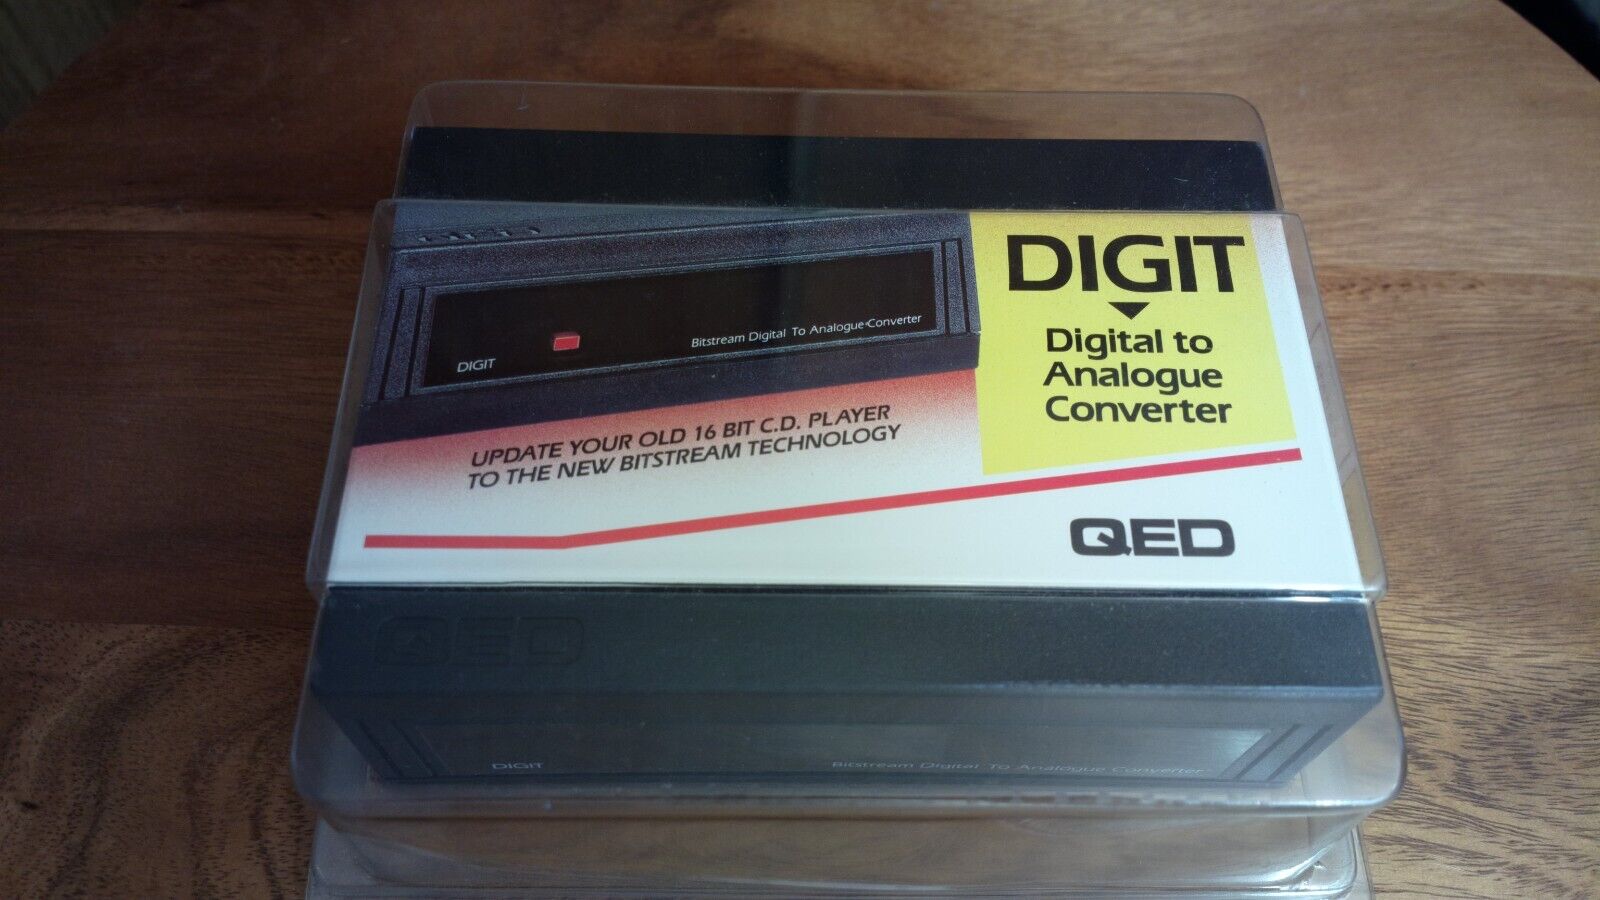 DIGIT
Digital to
Analogue
Converter
DIGIT
Bitstream Digital To Analogue Converter
UPDATE YOUR OLD 16 BIT C.D. PLAYER
TO THE NEW BITSTREAM TECHNOLOGY
QED
QED
DIGIT
Bitstream Digital To Analogue Converter